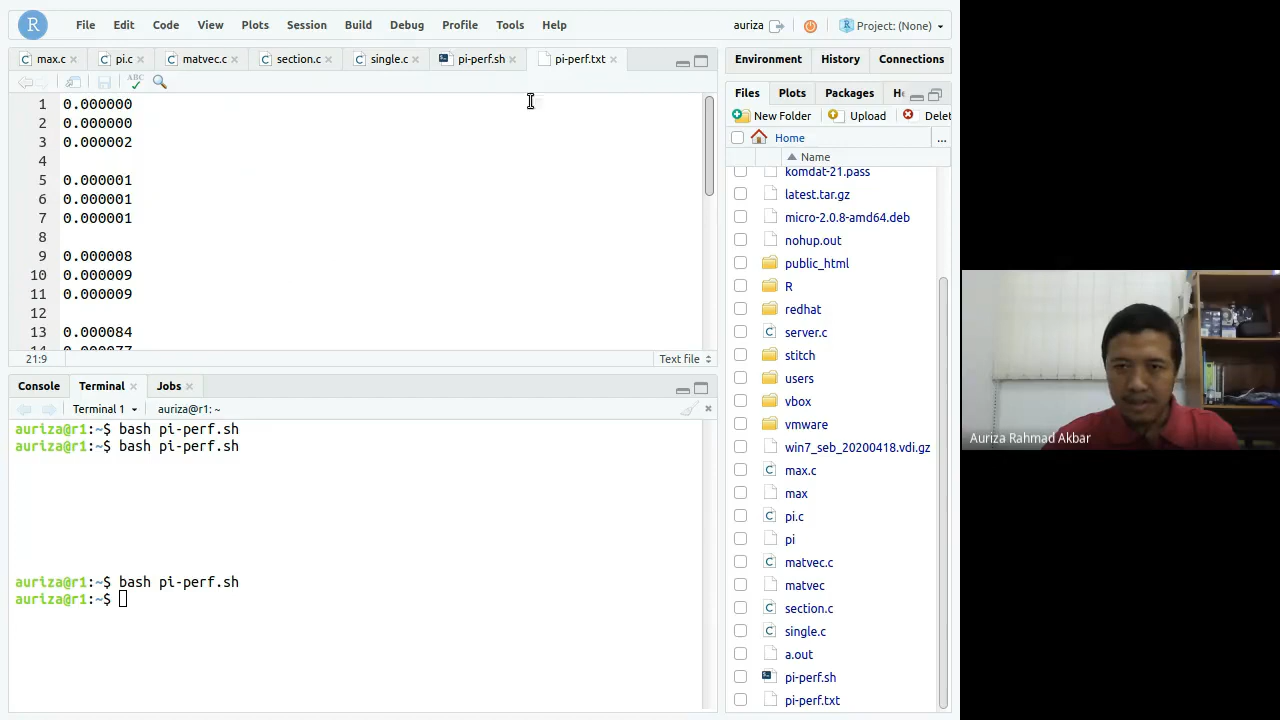 File Edit Code View Plots Session Build Debug Profile Tools Help
auriza
Project: (None)
max.c pi.c matvec.c section.c single.c pi-perf.sh pi-perf.txt
ABC
1 0.000000
2 0.000000
3 0.000002
4
5 0.000001
6 0.000001
7 0.000001
8
9 0.000008
10 0.000009
11 0.000009
12
13 0.000084
14 0.000077
21:9 Text file
Console Terminal Jobs
Terminal 1 auriza@r1: ~
auriza@r1:~$ bash pi-perf.sh
auriza@r1:~$ bash pi-perf.sh
auriza@r1:~$ bash pi-perf.sh
auriza@r1:~$
Environment History Connections
Files Plots Packages He
New Folder Upload Delet
Home ...
Name
komdat-21.pass
latest.tar.gz
micro-2.0.8-amd64.deb
nohup.out
public_html
R
redhat
server.c
stitch
users
vbox
vmware
win7_seb_20200418.vdi.gz
max.c
max
pi.c
pi
matvec.c
matvec
section.c
single.c
a.out
pi-perf.sh
pi-perf.txt
Auriza Rahmad Akbar